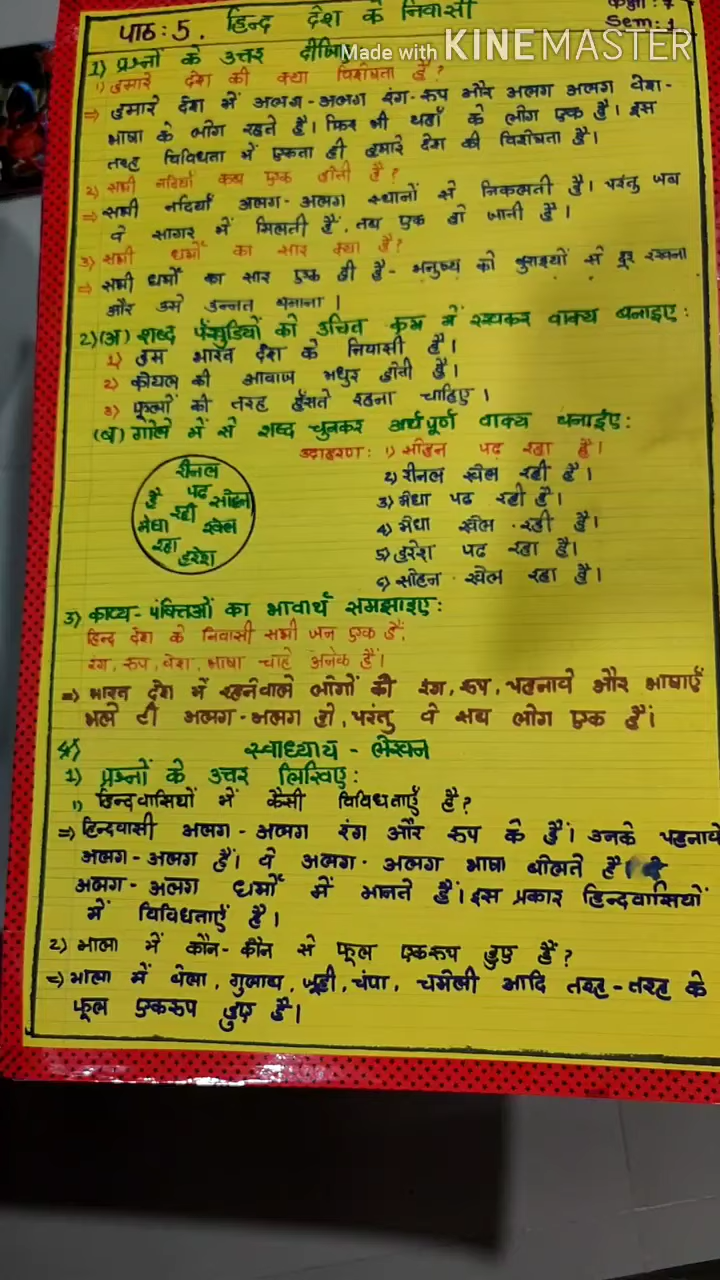 पाठ : 5. हिन्द देश के निवासी
कक्षा : 7
Sem : 1
Made with KINEMASTER
1) प्रश्नों के उत्तर दीजिए
1) हमारे देश की क्या विशेषता है ?
⇒ हमारे देश में अलग-अलग रंग-रूप और अलग अलग वेश-
भाषा के लोग रहते है। फिर भी यहाँ के लोग एक है। इस
तरह विविधता में एकता ही हमारे देश की विशेषता है।
2) सभी नदियाँ कब एक होती है ?
⇒ सभी नदियाँ अलग-अलग स्थानों से निकलती है। परंतु जब
वे सागर में मिलती हैं, तब एक हो जाती है।
3) सभी धर्मों का सार क्या है ?
⇒ सभी धर्मों का सार एक ही है - मनुष्य को बुराइयों से दूर रखना
और उसे उन्नत बनाना।
2)(अ) शब्द पँखुडियों को उचित क्रम में रखकर वाक्य बनाइए :
1) हम भारत देश के निवासी है।
2) कोयल की आवाज मधुर होती है।
3) फूलों की तरह हँसते रहना चाहिए।
(ब) गोले में से शब्द चुनकर अर्थपूर्ण वाक्य बनाईए :
उदाहरण : 1) सोहन पढ रहा है।
रीनल
है पढ सोहन
रही
मेधा खेल
रहा
हरेश
2) रीनल खेल रही है।
3) मेधा पढ रही है।
4) मेधा खेल रही है।
5) हरेश पढ रहा है।
6) सोहन खेल रहा है।
3) काव्य-पंक्तिओं का भावार्थ समझाइए :
हिन्द देश के निवासी सभी जन एक हैं,
रंग, रूप, वेश, भाषा चाहे अनेक हैं।
⇒ भारत देश में रहनेवाले लोगों की रंग, रूप, पहनावे और भाषाएँ
भले ही अलग-अलग हो, परंतु वे सब लोग एक हैं।
स्वाध्याय - लेखन
1) प्रश्नों के उत्तर लिखिए :
1) हिन्दवासियों में कैसी विविधताएँ है ?
⇒ हिन्दवासी अलग-अलग रंग और रूप के हैं। उनके पहनावे
अलग-अलग हैं। वे अलग-अलग भाषा बोलते है।
अलग-अलग धर्मों में मानते हैं। इस प्रकार हिन्दवासियों
में विविधताएँ है।
2) माला में कौन-कौन से फूल एकरूप हुए हैं ?
⇒ माला में बेला, गुलाब, जूही, चंपा, चमेली आदि तरह-तरह के
फूल एकरूप हुए है।